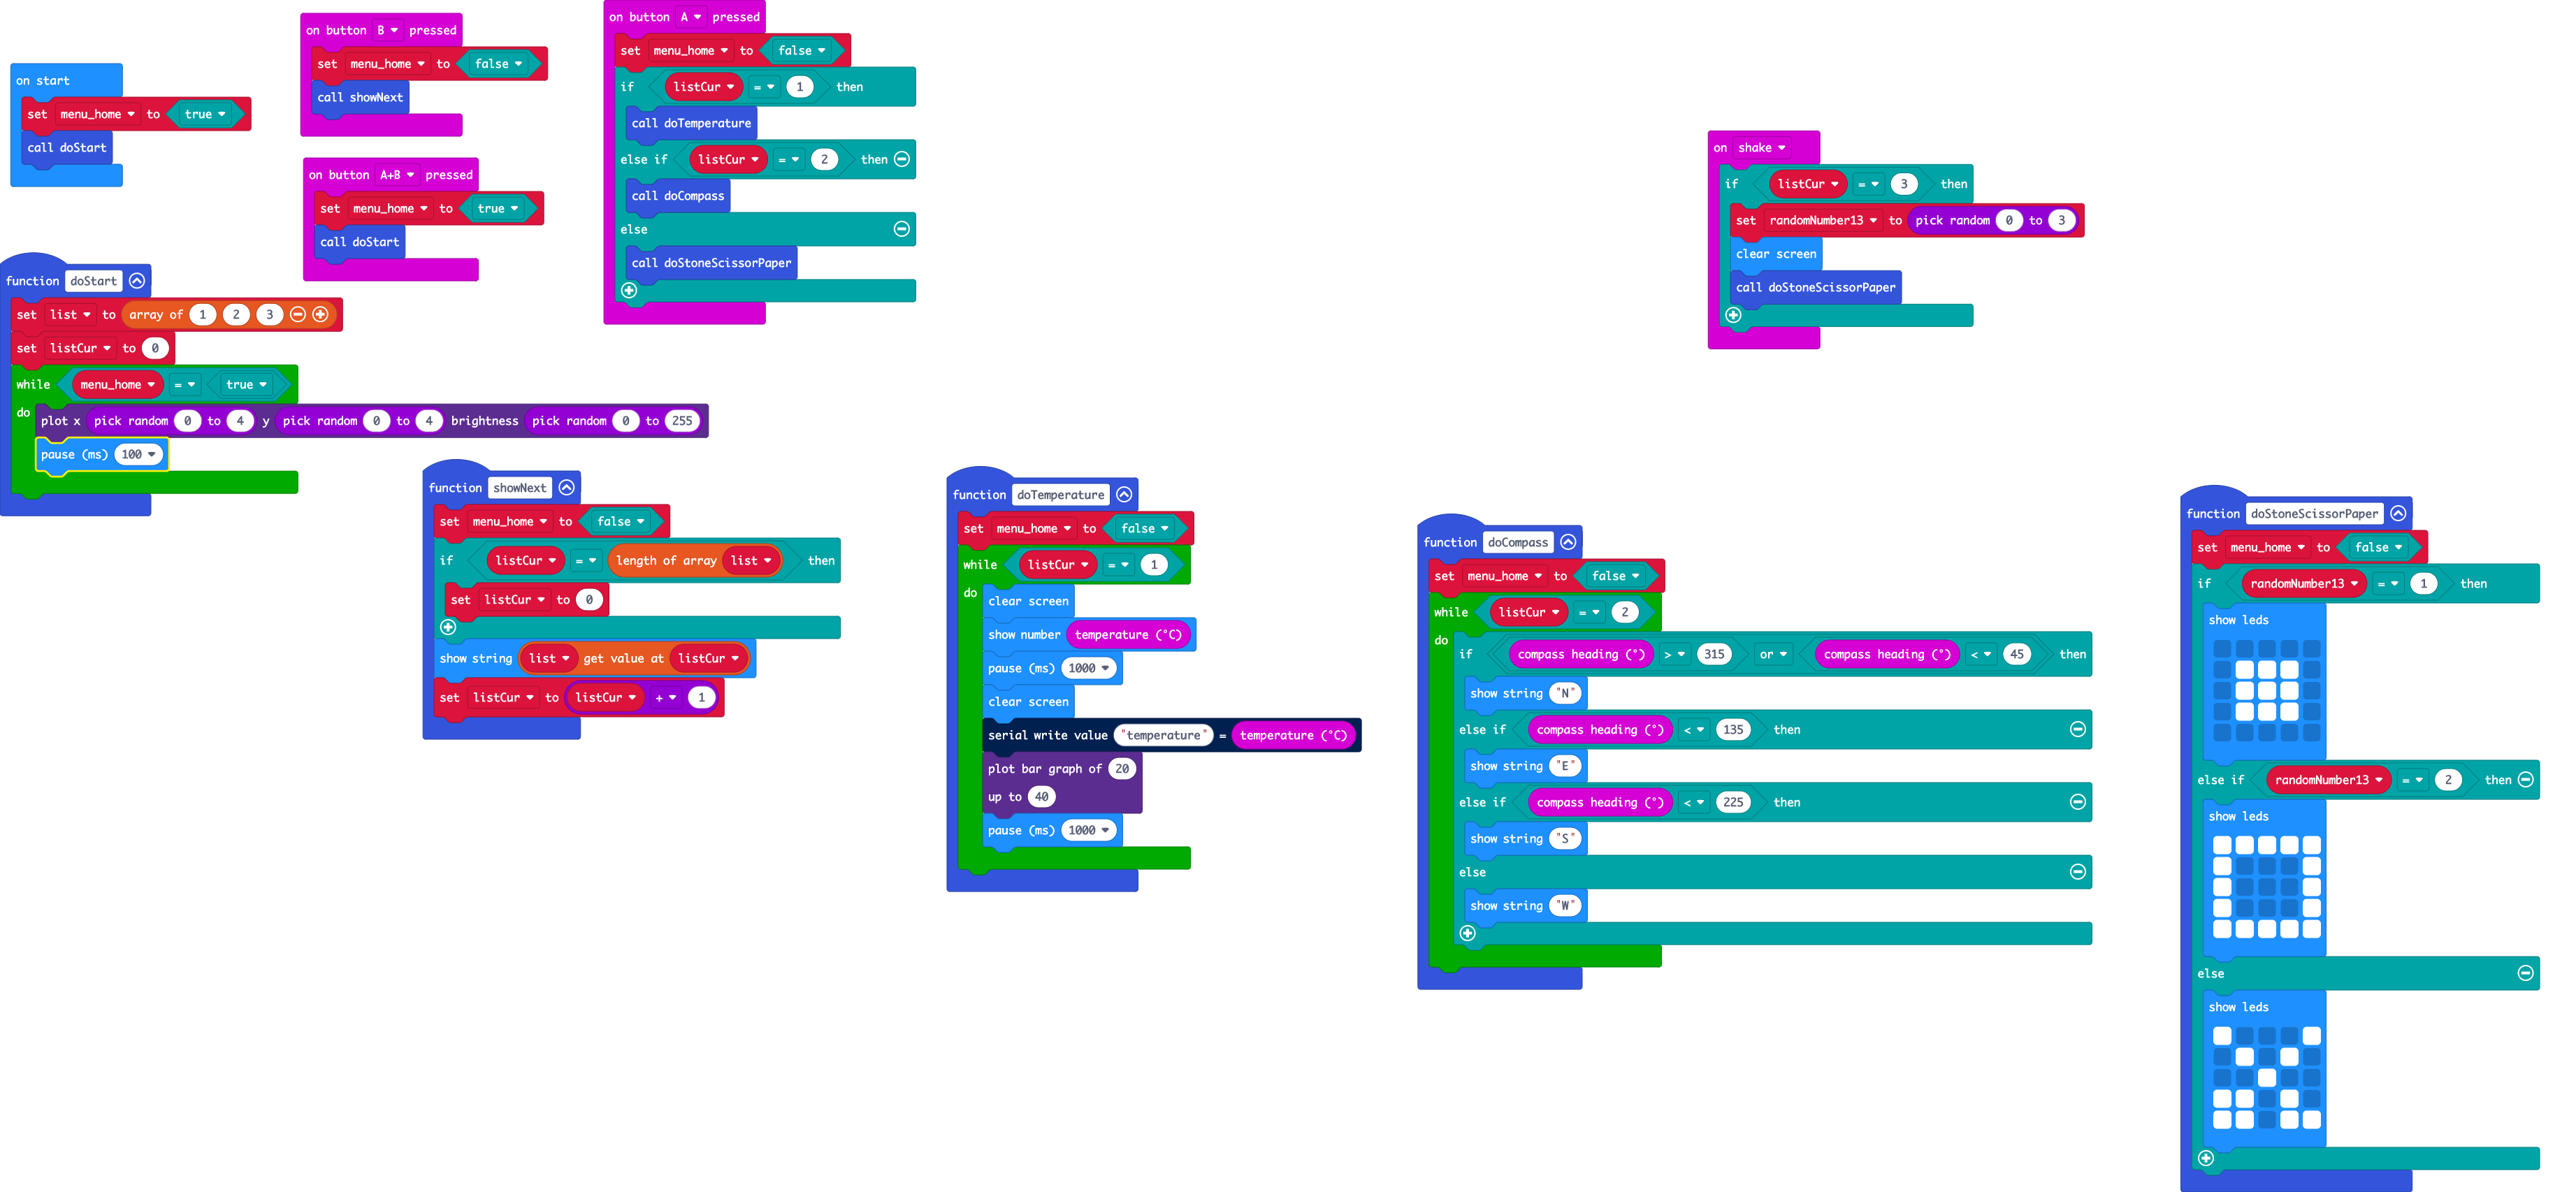 on start
set menu_home to true
call doStart
on button B pressed
set menu_home to false
call showNext
on button A+B pressed
set menu_home to true
call doStart
on button A pressed
set menu_home to false
if listCur = 1 then
call doTemperature
else if listCur = 2 then
call doCompass
else
call doStoneScissorPaper
on shake
if listCur = 3 then
set randomNumber13 to pick random 0 to 3
clear screen
call doStoneScissorPaper
function doStart
set list to array of 1 2 3
set listCur to 0
while menu_home = true
do plot x pick random 0 to 4 y pick random 0 to 4 brightness pick random 0 to 255
pause (ms) 100
function showNext
set menu_home to false
if listCur = length of array list then
set listCur to 0
show string list get value at listCur
set listCur to listCur + 1
function doTemperature
set menu_home to false
while listCur = 1
do clear screen
show number temperature (°C)
pause (ms) 1000
clear screen
serial write value "temperature" = temperature (°C)
plot bar graph of 20
up to 40
pause (ms) 1000
function doCompass
set menu_home to false
while listCur = 2
do if compass heading (°) > 315 or compass heading (°) < 45 then
show string "N"
else if compass heading (°) < 135 then
show string "E"
else if compass heading (°) < 225 then
show string "S"
else
show string "W"
function doStoneScissorPaper
set menu_home to false
if randomNumber13 = 1 then
show leds
else if randomNumber13 = 2 then
show leds
else
show leds